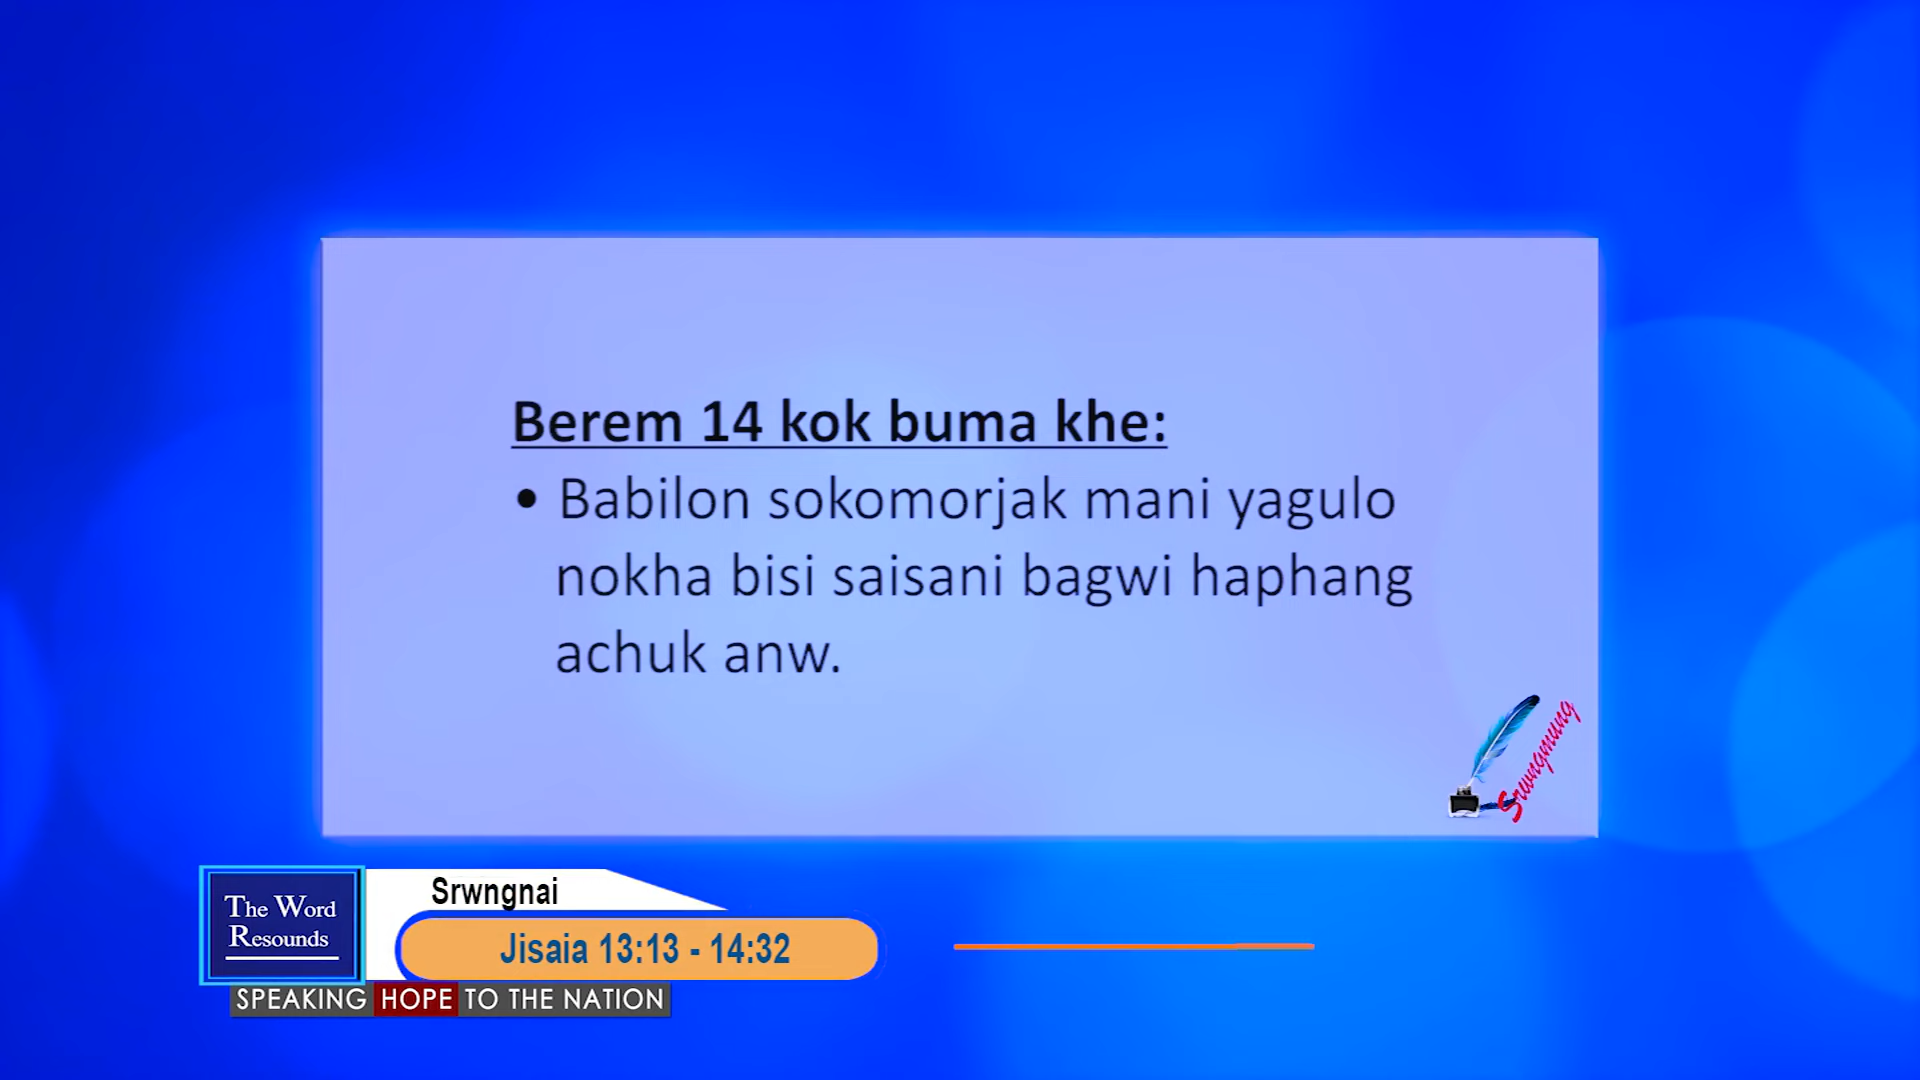 Berem 14 kok buma khe:
• Babilon sokomorjak mani yagulo
nokha bisi saisani bagwi haphang
achuk anw.
Srwngmung
The Word
Resounds
Srwngnai
Jisaia 13:13 - 14:32
SPEAKING HOPE TO THE NATION